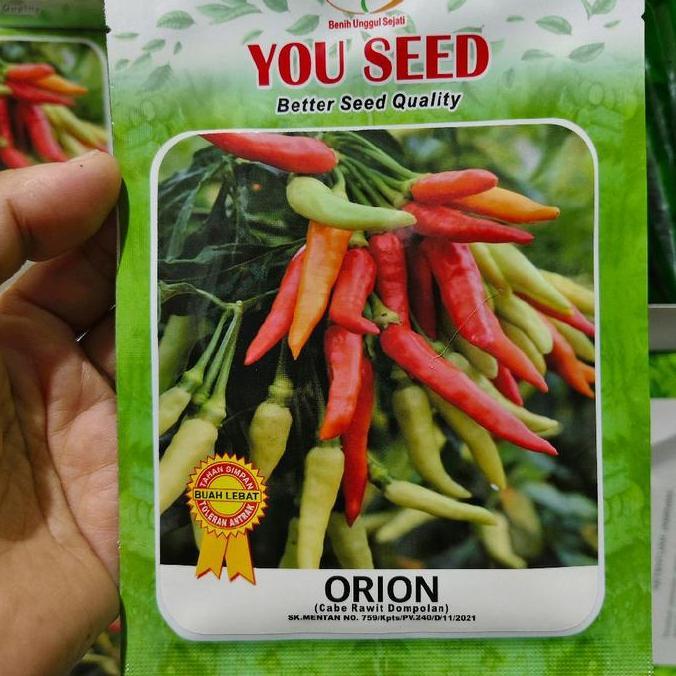 Benih Unggul Sejati
YOU SEED
Better Seed Quality
TAHAN SIMPAN
BUAH LEBAT
TOLERAN ANTRAK
ORION
(Cabe Rawit Dompolan)
SK.MENTAN NO. 759/Kpts/PV.240/D/11/2021